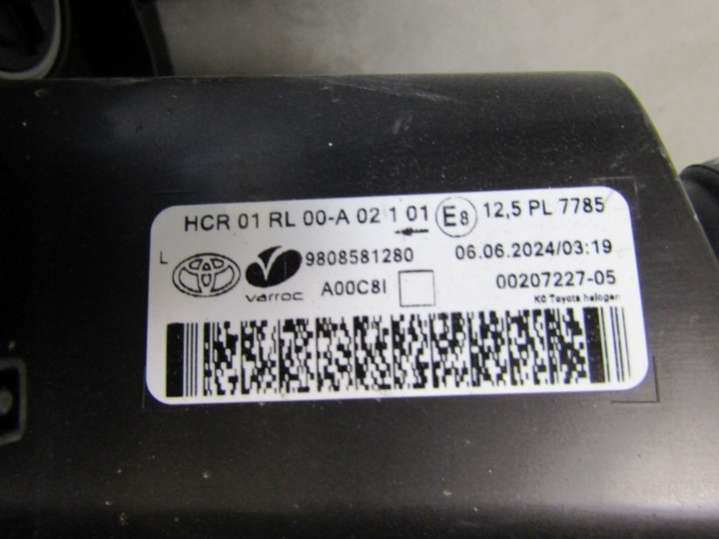 HCR 01 RL 00-A 02 1 01 E8 12,5 PL 7785
L
varroc 9808581280 06.06.2024/03:19
A00C8I 00207227-05
K0 Toyota halogen